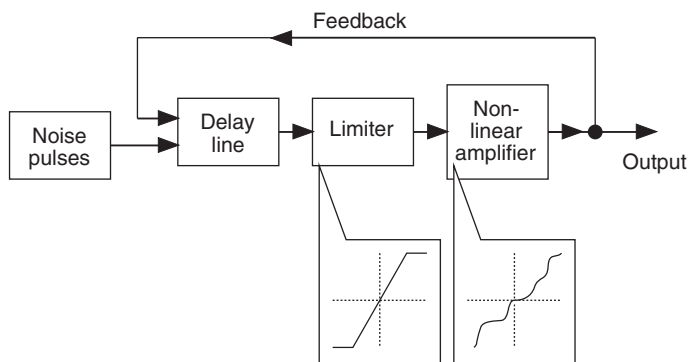 Feedback
Noise
pulses
Delay
line
Limiter
Non-
linear
amplifier
Output